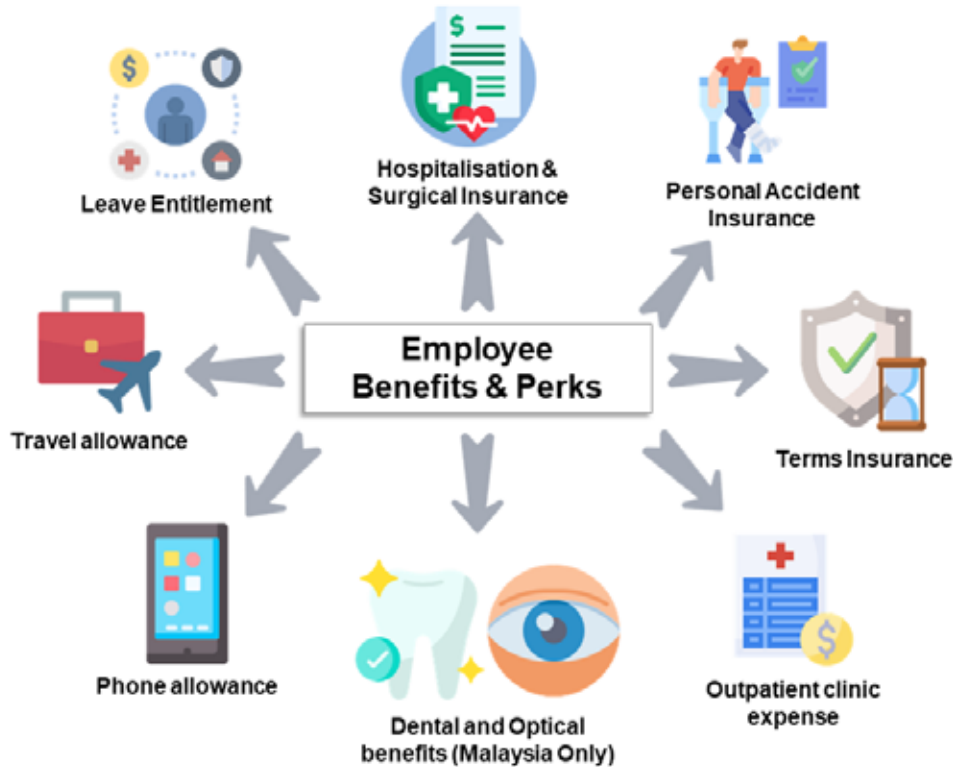 Leave Entitlement
Hospitalisation &
Surgical Insurance
Personal Accident
Insurance
Employee
Benefits & Perks
Travel allowance
Terms Insurance
Phone allowance
Dental and Optical
benefits (Malaysia Only)
Outpatient clinic
expense